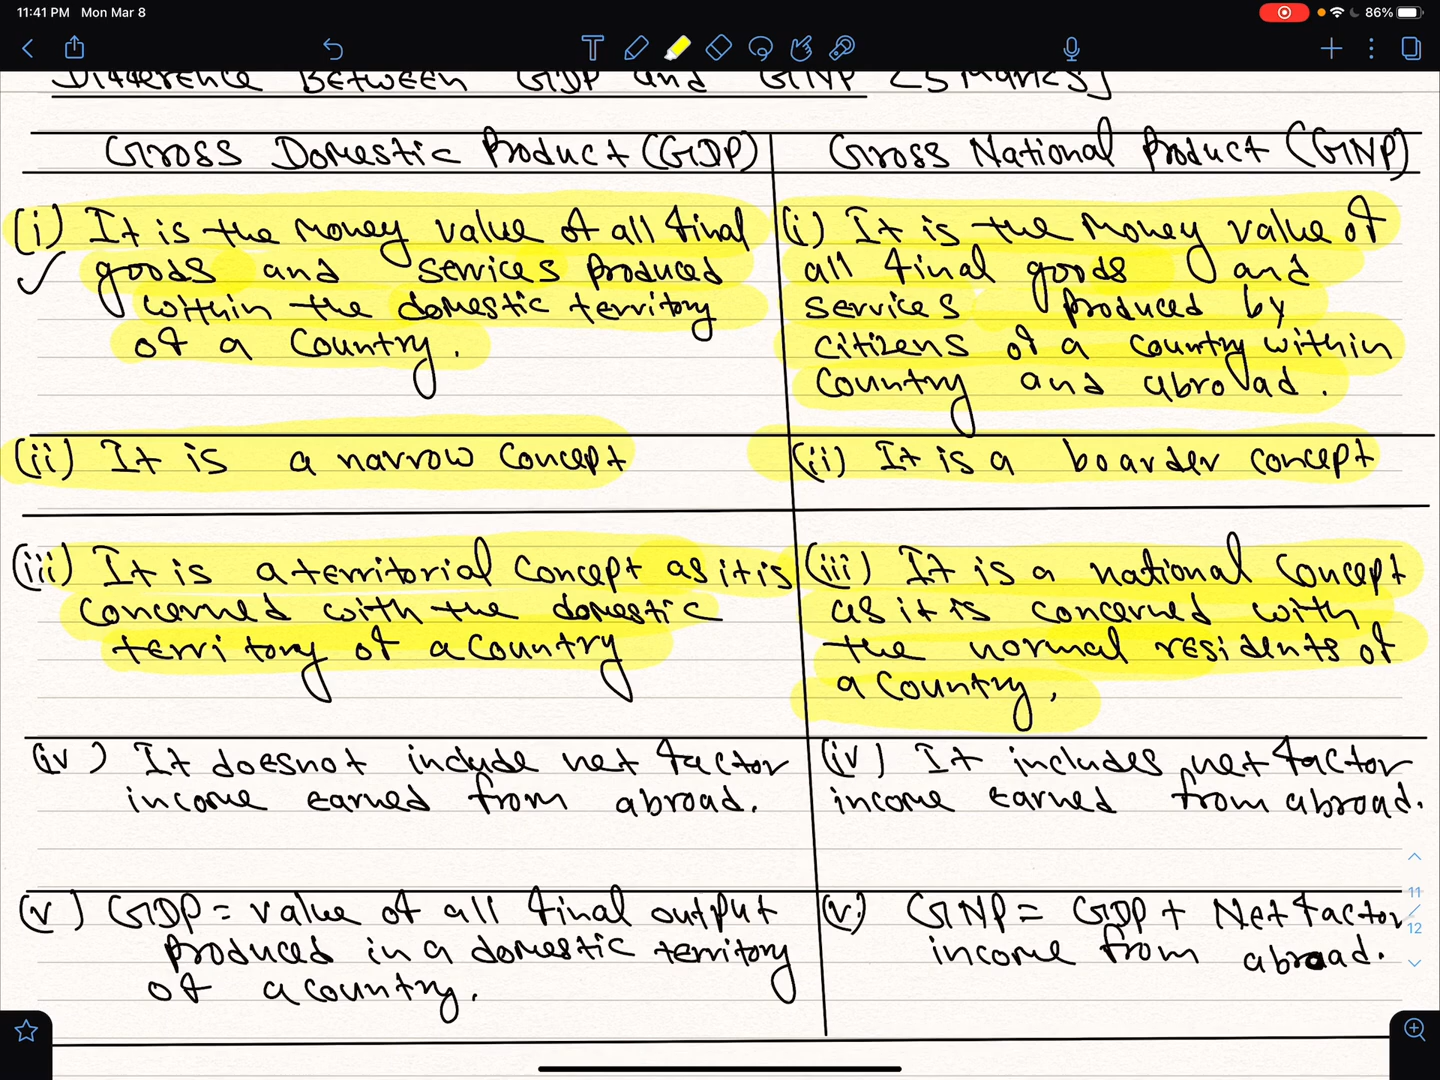 11:41 PM Mon Mar 8
86%
Difference Between GDP and GNP [5 Marks]
Gross Domestic Product (GDP)
(i) It is the money value of all final
goods and services produced
within the domestic territory
of a country.
(ii) It is a narrow concept
(iii) It is a territorial concept as it is
concerned with the domestic
territory of a country
(iv) It doesnot include net factor
income earned from abroad.
(v) GDP = value of all final output
produced in a domestic territory
of a country.
Gross National Product (GNP)
(i) It is the money value of
all final goods and
services produced by
citizens of a country within
country and abroad.
(ii) It is a boarder concept
(iii) It is a national concept
as it is concerned with
the normal residents of
a country.
(iv) It includes net factor
income earned from abroad.
(v) GNP = GDP + Net factor
income from abroad.
11
/
12